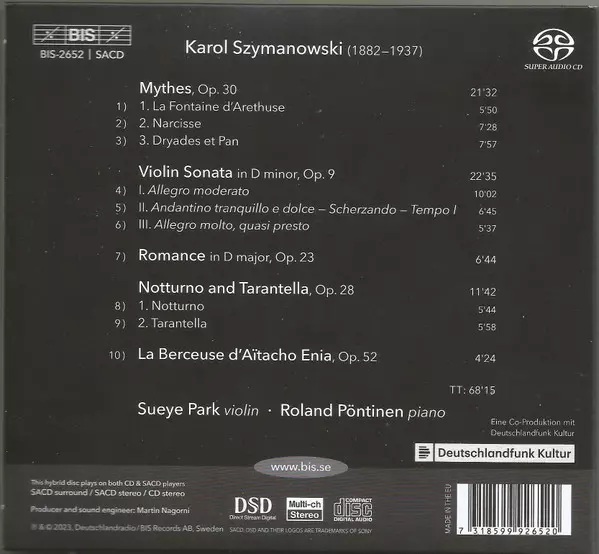 BIS
BIS-2652 | SACD
Karol Szymanowski (1882–1937)
SUPER AUDIO CD
Mythes, Op. 30 21'32
1) 1. La Fontaine d'Arethuse 5'50
2) 2. Narcisse 7'28
3) 3. Dryades et Pan 7'57
Violin Sonata in D minor, Op. 9 22'35
4) I. Allegro moderato 10'02
5) II. Andantino tranquillo e dolce – Scherzando – Tempo I 6'45
6) III. Allegro molto, quasi presto 5'37
7) Romance in D major, Op. 23 6'44
Notturno and Tarantella, Op. 28 11'42
8) 1. Notturno 5'44
9) 2. Tarantella 5'58
10) La Berceuse d'Aïtacho Enia, Op. 52 4'24
TT: 68'15
Sueye Park violin · Roland Pöntinen piano
Eine Co-Produktion mit
Deutschlandfunk Kultur
Deutschlandfunk Kultur
www.bis.se
This hybrid disc plays on both CD & SACD players
SACD surround / SACD stereo / CD stereo
Producer and sound engineer: Martin Nagorni
℗ & © 2023, Deutschlandradio / BIS Records AB, Sweden
DSD
Direct Stream Digital
Multi-ch
Stereo
COMPACT
disc
DIGITAL AUDIO
SACD, DSD AND THEIR LOGOS ARE TRADEMARKS OF SONY
MADE IN THE EU
7 318599 926520